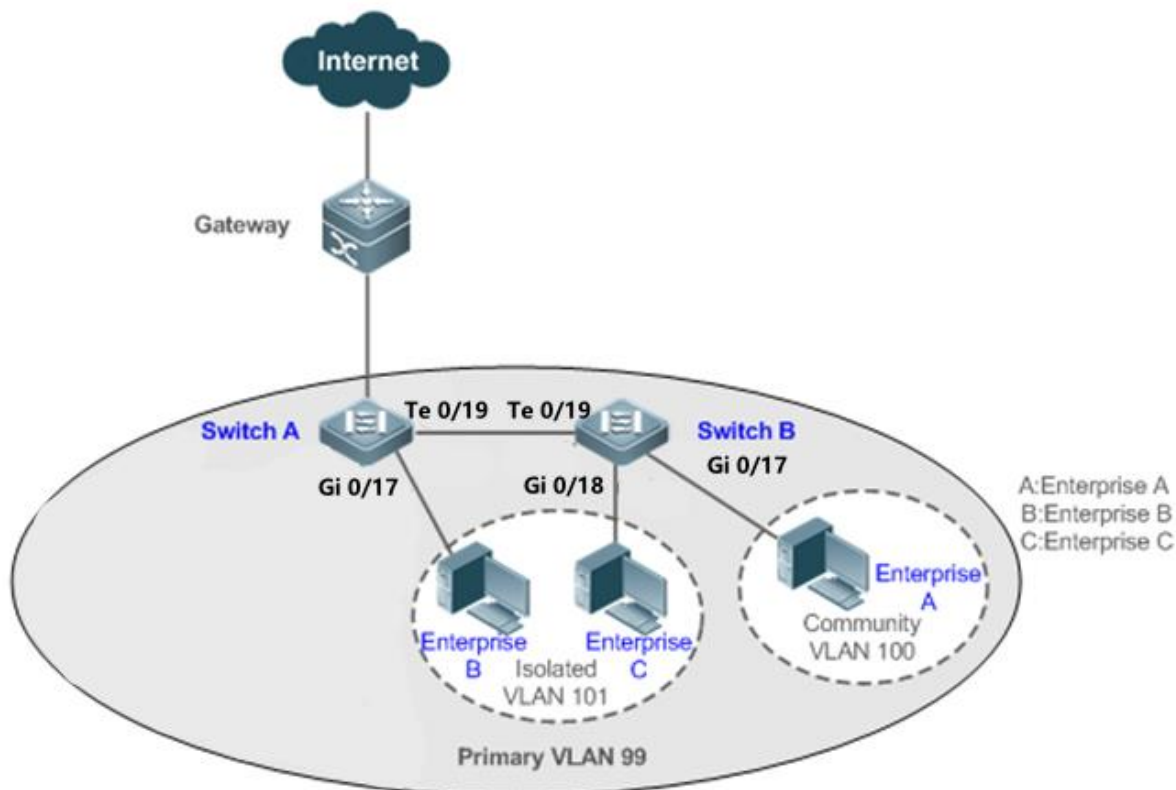 Internet
Gateway
Te 0/19 Te 0/19
Switch A
Switch B
Gi 0/17
Gi 0/18
Gi 0/17
A:Enterprise A
B:Enterprise B
C:Enterprise C
Enterprise
A
Community
VLAN 100
Enterprise
B
Enterprise
C
Isolated
VLAN 101
Primary VLAN 99